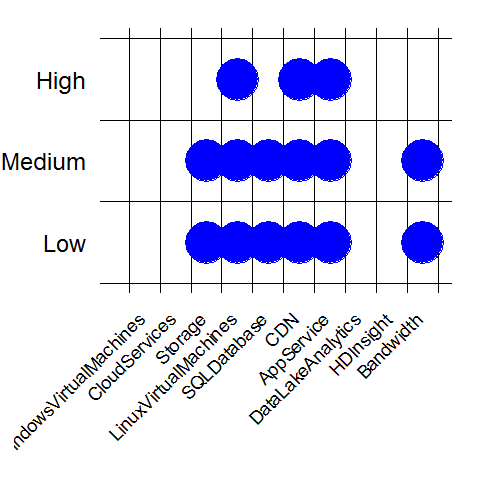 High
Medium
Low
ndowsVirtualMachines
CloudServices
Storage
LinuxVirtualMachines
SQLDatabase
CDN
AppService
DataLakeAnalytics
HDInsight
Bandwidth